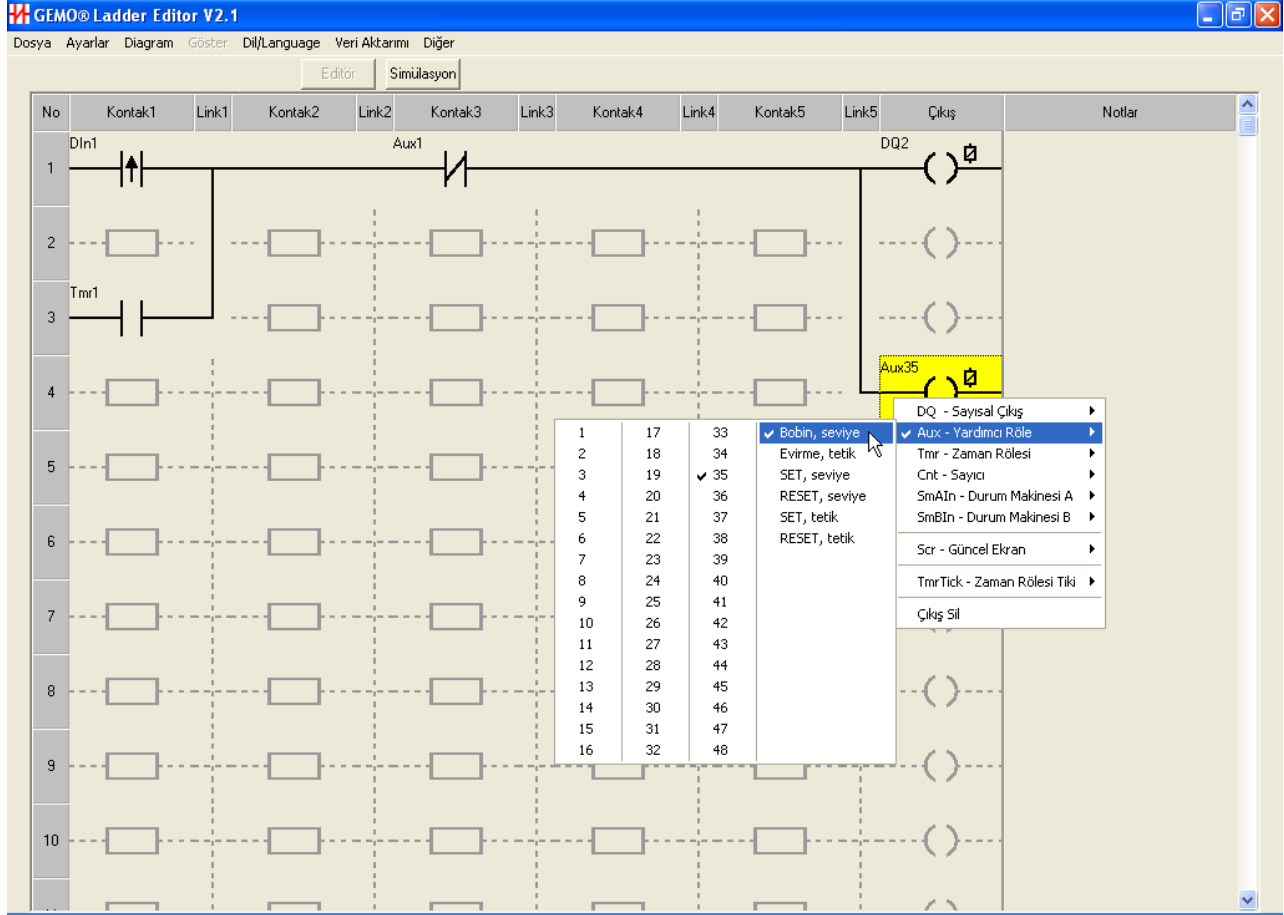 GEMO® Ladder Editor V2.1
Dosya Ayarlar Diagram Göster Dil/Language Veri Aktarımı Diğer
Editör Simülasyon
No Kontak1 Link1 Kontak2 Link2 Kontak3 Link3 Kontak4 Link4 Kontak5 Link5 Çıkış Notlar
DIn1 Aux1 DQ2
1
2
Tmr1
3
Aux35
4
DQ - Sayısal Çıkış
Aux - Yardımcı Röle
Tmr - Zaman Rölesi
Cnt - Sayıcı
SmAIn - Durum Makinesi A
SmBIn - Durum Makinesi B
Scr - Güncel Ekran
TmrTick - Zaman Rölesi Tiki
Çıkış Sil
1 17 33 Bobin, seviye
2 18 34 Evirme, tetik
3 19 35 SET, seviye
4 20 36 RESET, seviye
5 21 37 SET, tetik
6 22 38 RESET, tetik
7 23 39
8 24 40
9 25 41
10 26 42
11 27 43
12 28 44
13 29 45
14 30 46
15 31 47
16 32 48
5
6
7
8
9
10